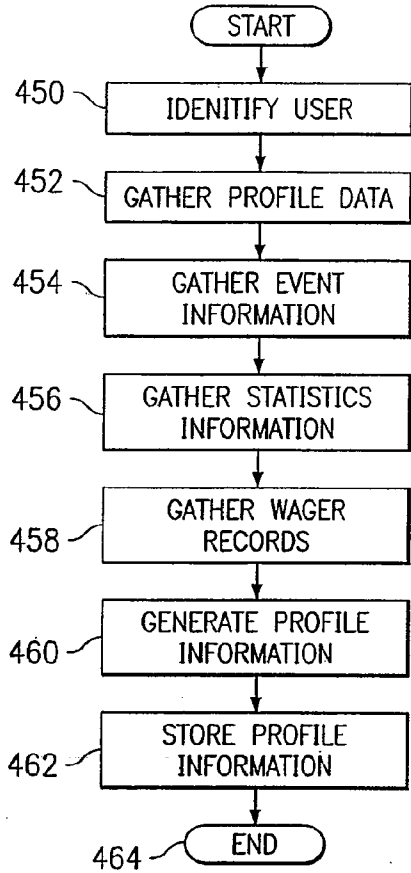 START
450
IDENITIFY USER
452
GATHER PROFILE DATA
454
GATHER EVENT
INFORMATION
456
GATHER STATISTICS
INFORMATION
458
GATHER WAGER
RECORDS
460
GENERATE PROFILE
INFORMATION
462
STORE PROFILE
INFORMATION
464
END